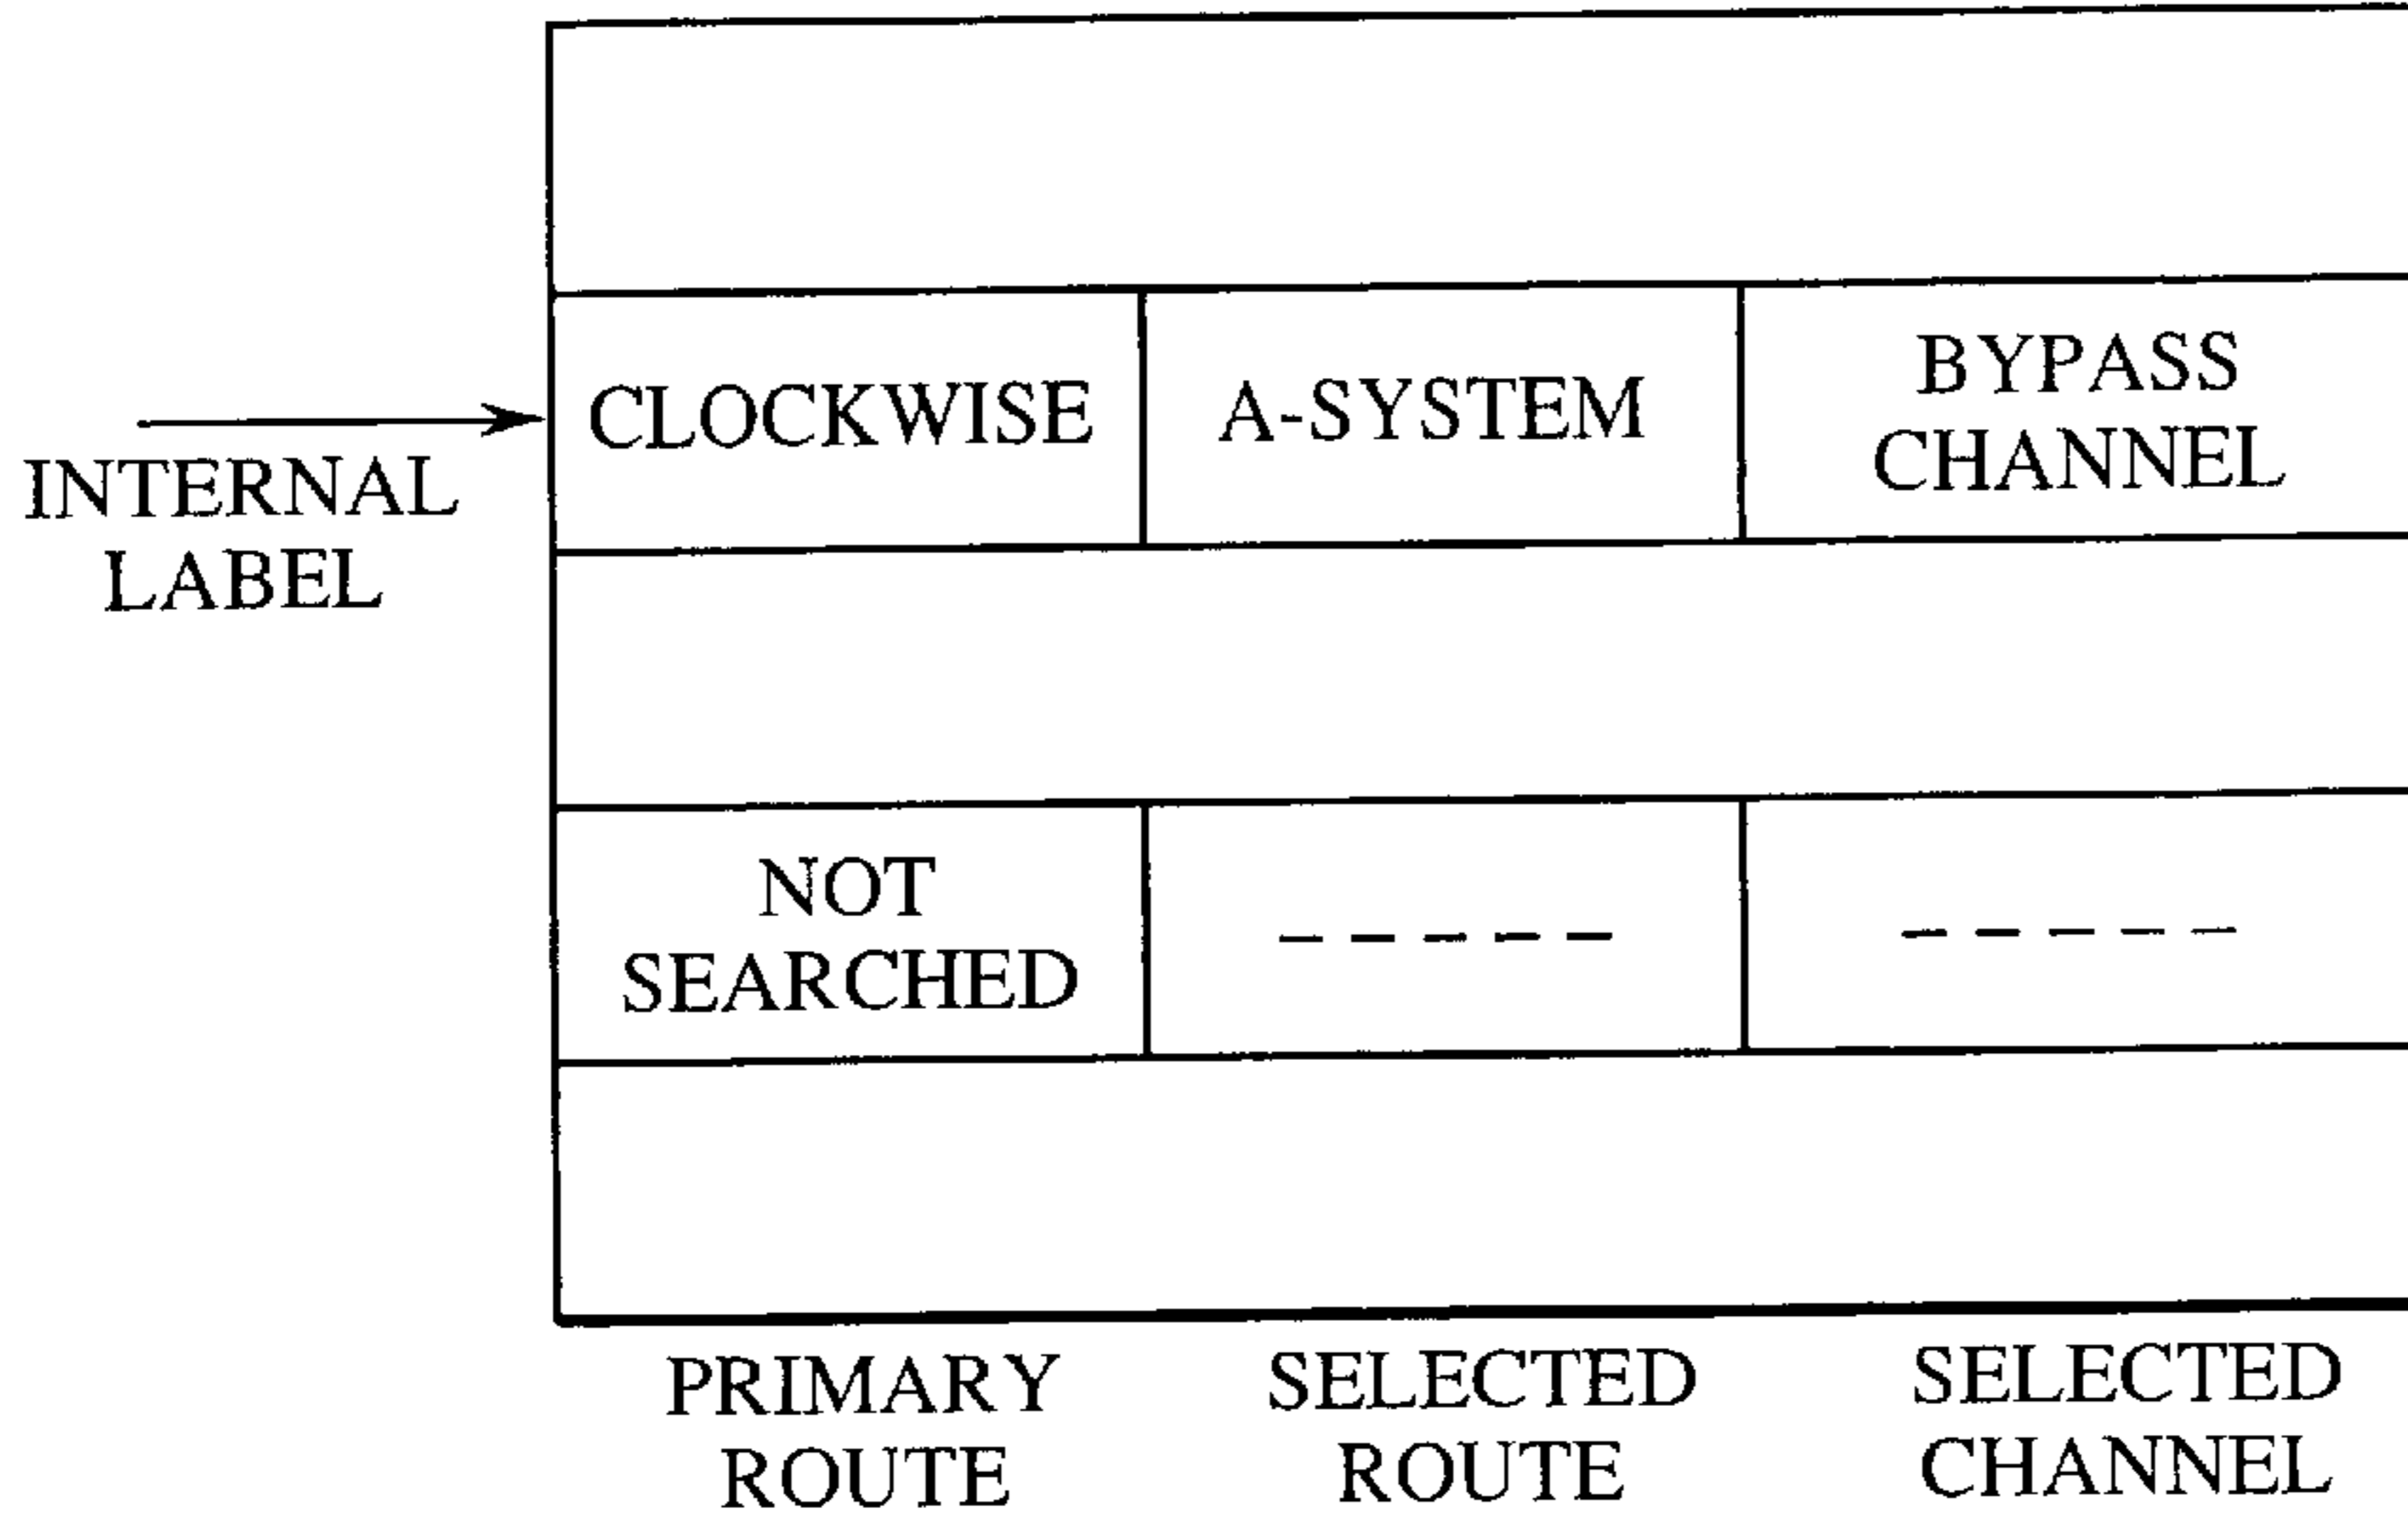 CLOCKWISE
A-SYSTEM
BYPASS
CHANNEL
INTERNAL
LABEL
NOT
SEARCHED
-----
-----
PRIMARY
ROUTE
SELECTED
ROUTE
SELECTED
CHANNEL